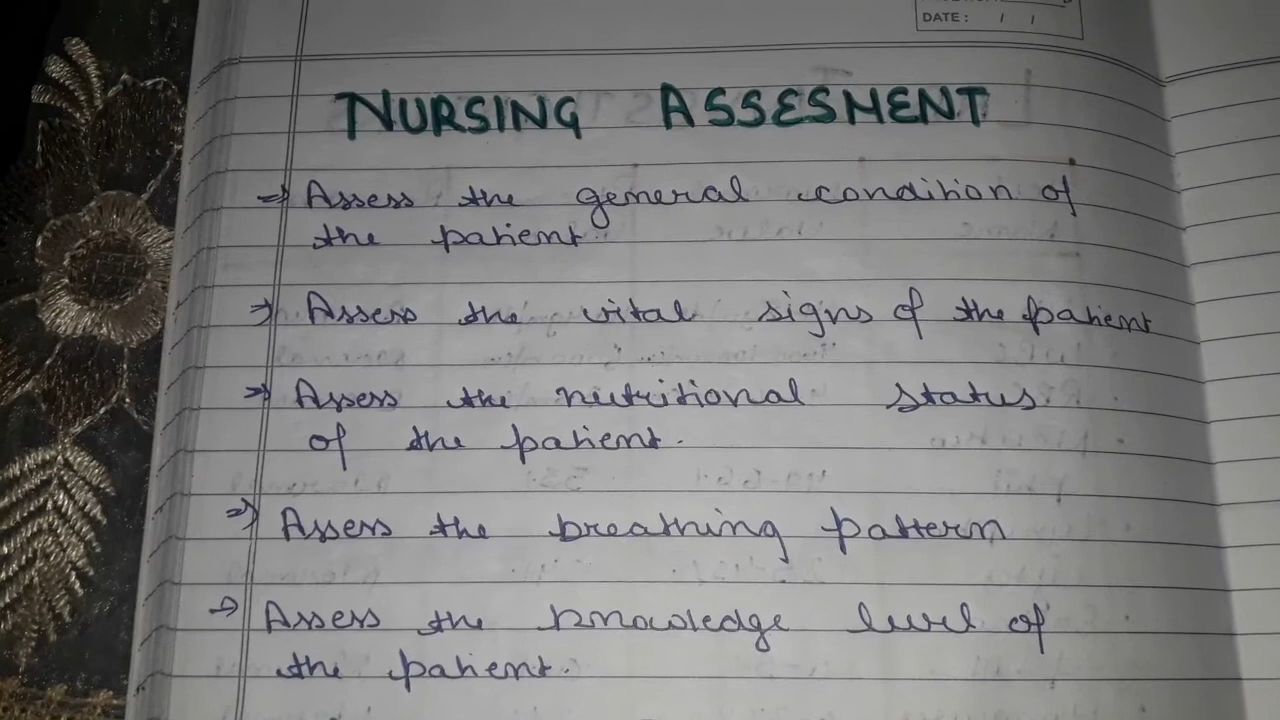 DATE: / /
NURSING ASSESMENT
⇒ Assess the general condition of
the patient.
⇒ Assess the vital signs of the patient
⇒ Assess the nutritional status
of the patient.
⇒ Assess the breathing pattern
→ Assess the knowledge level of
the patient.